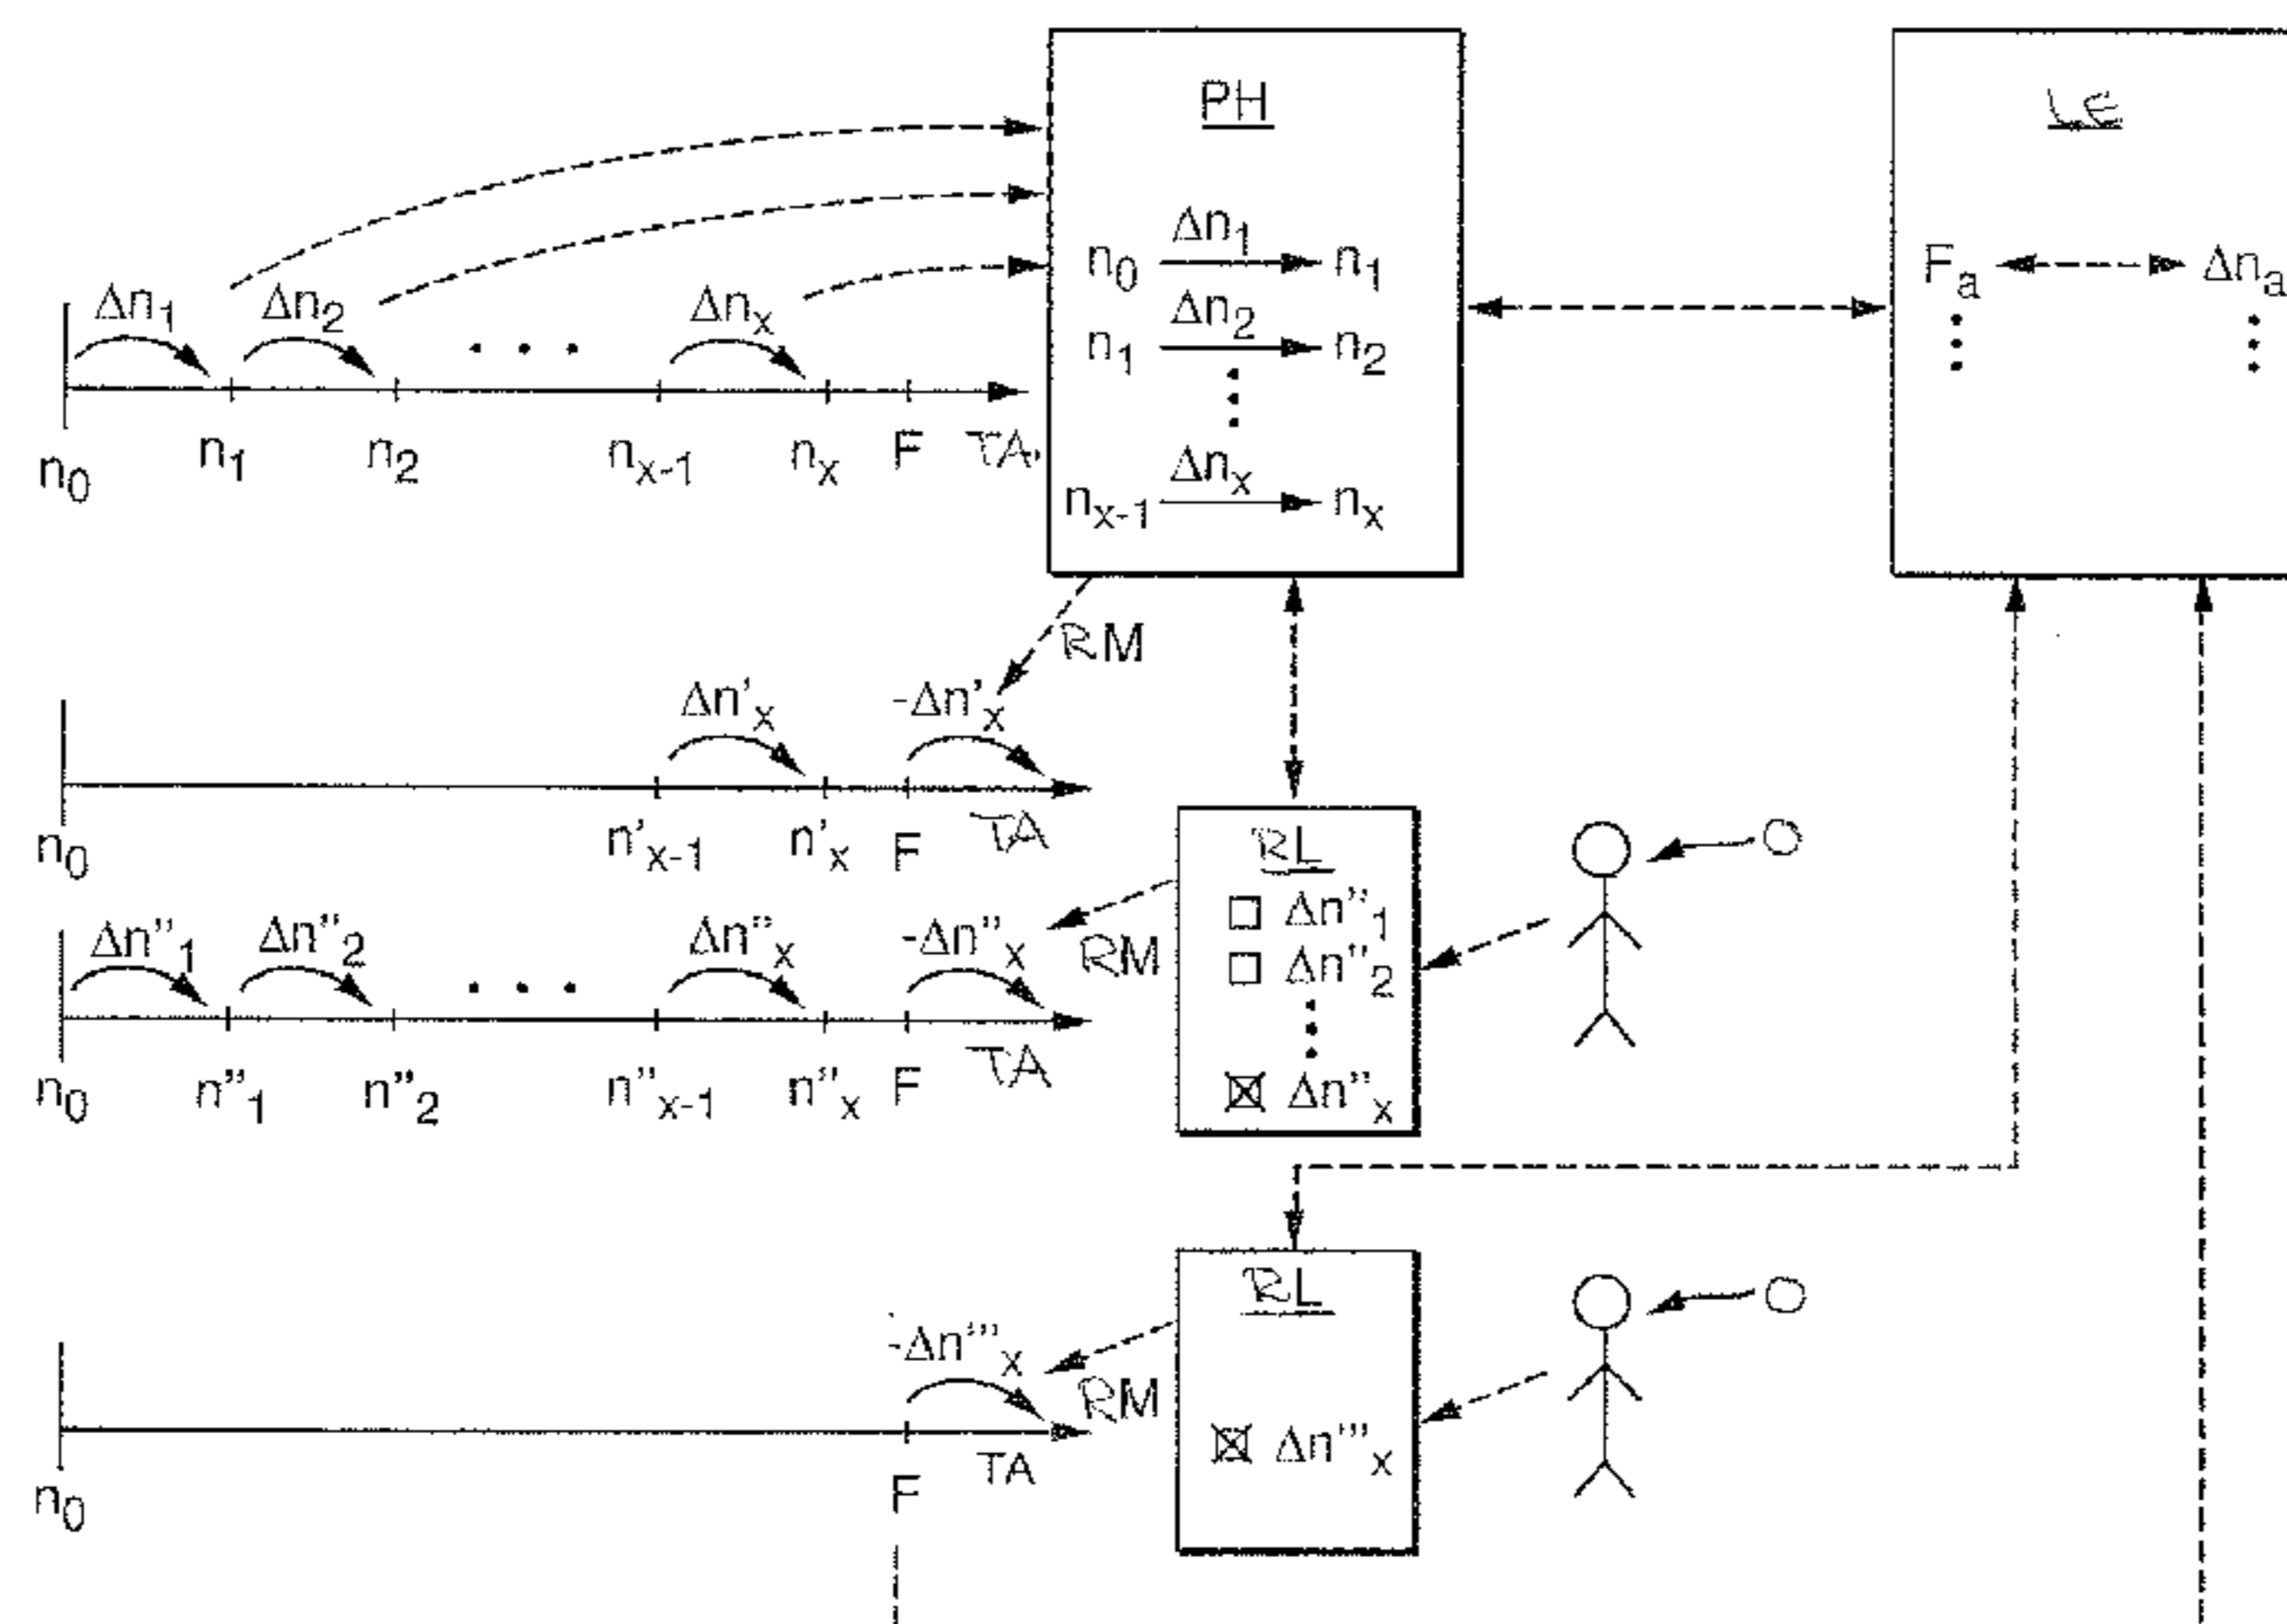 PH
LE
Δn₁
n₀ → n₁
Fₐ Δnₐ
Δn₁ Δn₂ • • • Δnₓ
Δn₂
n₁ → n₂
n₀ n₁ n₂ nₓ₋₁ nₓ F TA
Δnₓ
nₓ₋₁ → nₓ
RM
Δn'ₓ -Δn'ₓ
n₀ n'ₓ₋₁ n'ₓ F TA
RL
O
Δn"₁ Δn"₂ • • • Δn"ₓ -Δn"ₓ
RM
☐ Δn"₁
☐ Δn"₂
☒ Δn"ₓ
n₀ n"₁ n"₂ n"ₓ₋₁ n"ₓ F TA
RL
O
-Δn'''ₓ
RM
☒ Δn'''ₓ
n₀ F TA